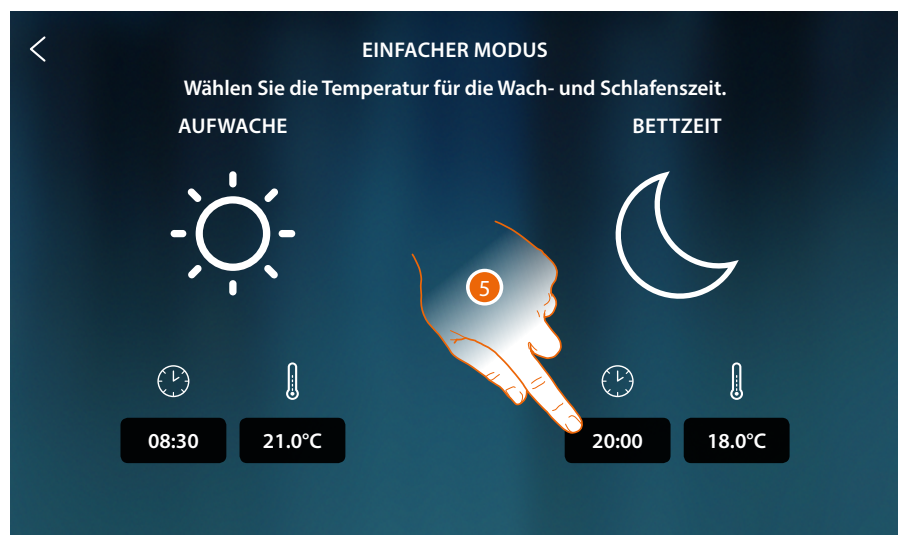 EINFACHER MODUS
Wählen Sie die Temperatur für die Wach- und Schlafenszeit.
AUFWACHE
BETTZEIT
5
08:30
21.0°C
20:00
18.0°C